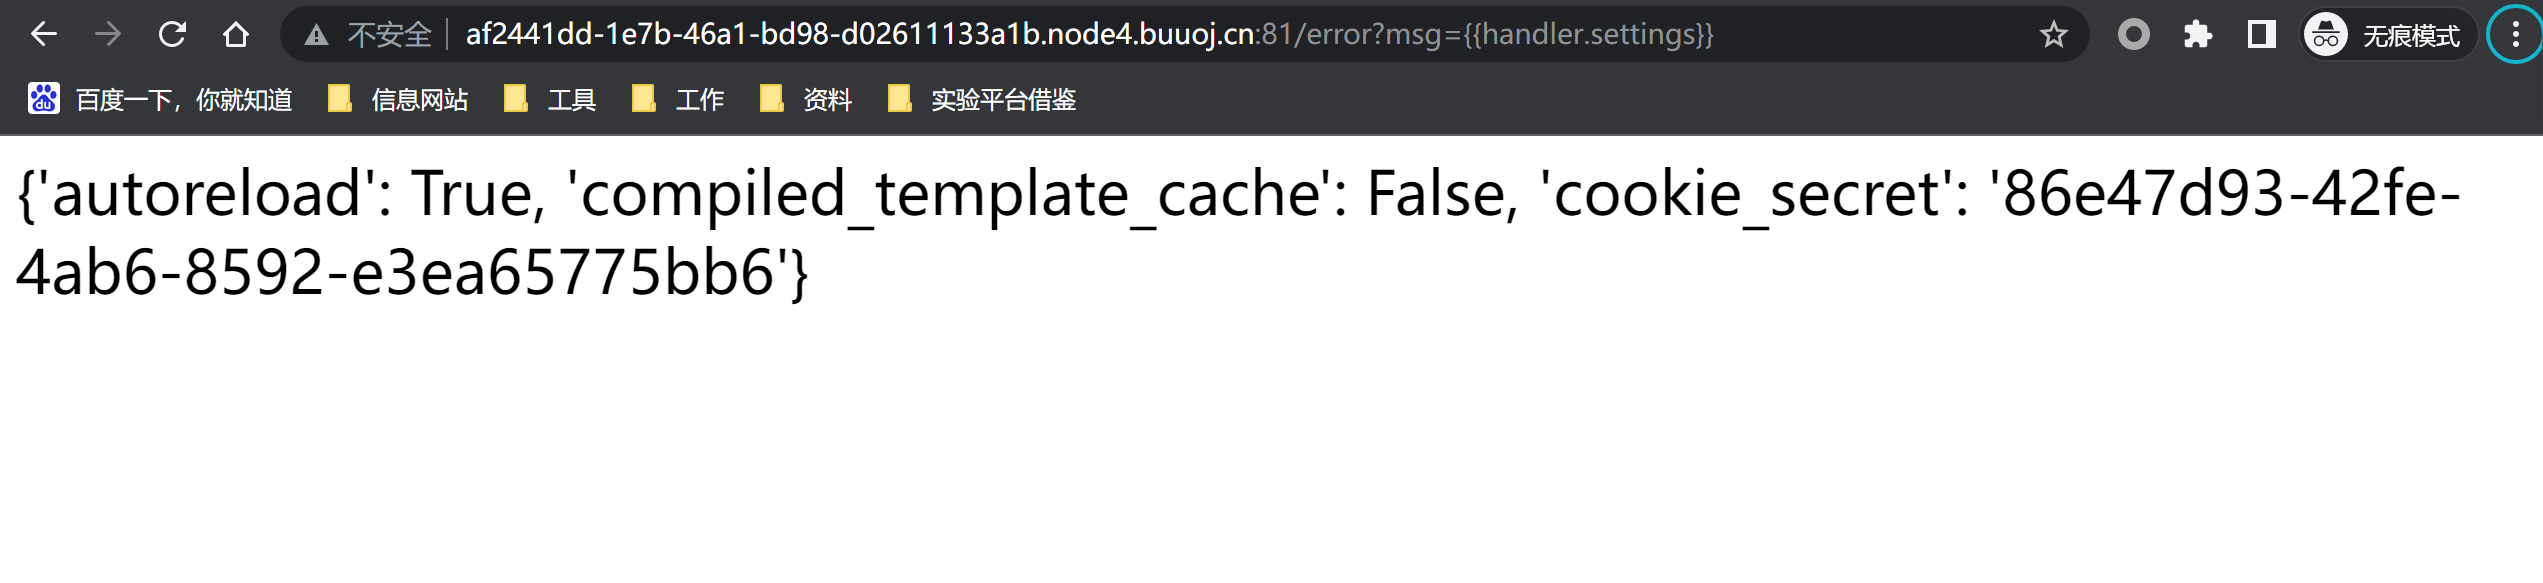 不安全 af2441dd-1e7b-46a1-bd98-d02611133a1b.node4.buuoj.cn:81/error?msg={{handler.settings}} 无痕模式
du 百度一下，你就知道 信息网站 工具 工作 资料 实验平台借鉴
{'autoreload': True, 'compiled_template_cache': False, 'cookie_secret': '86e47d93-42fe-
4ab6-8592-e3ea65775bb6'}